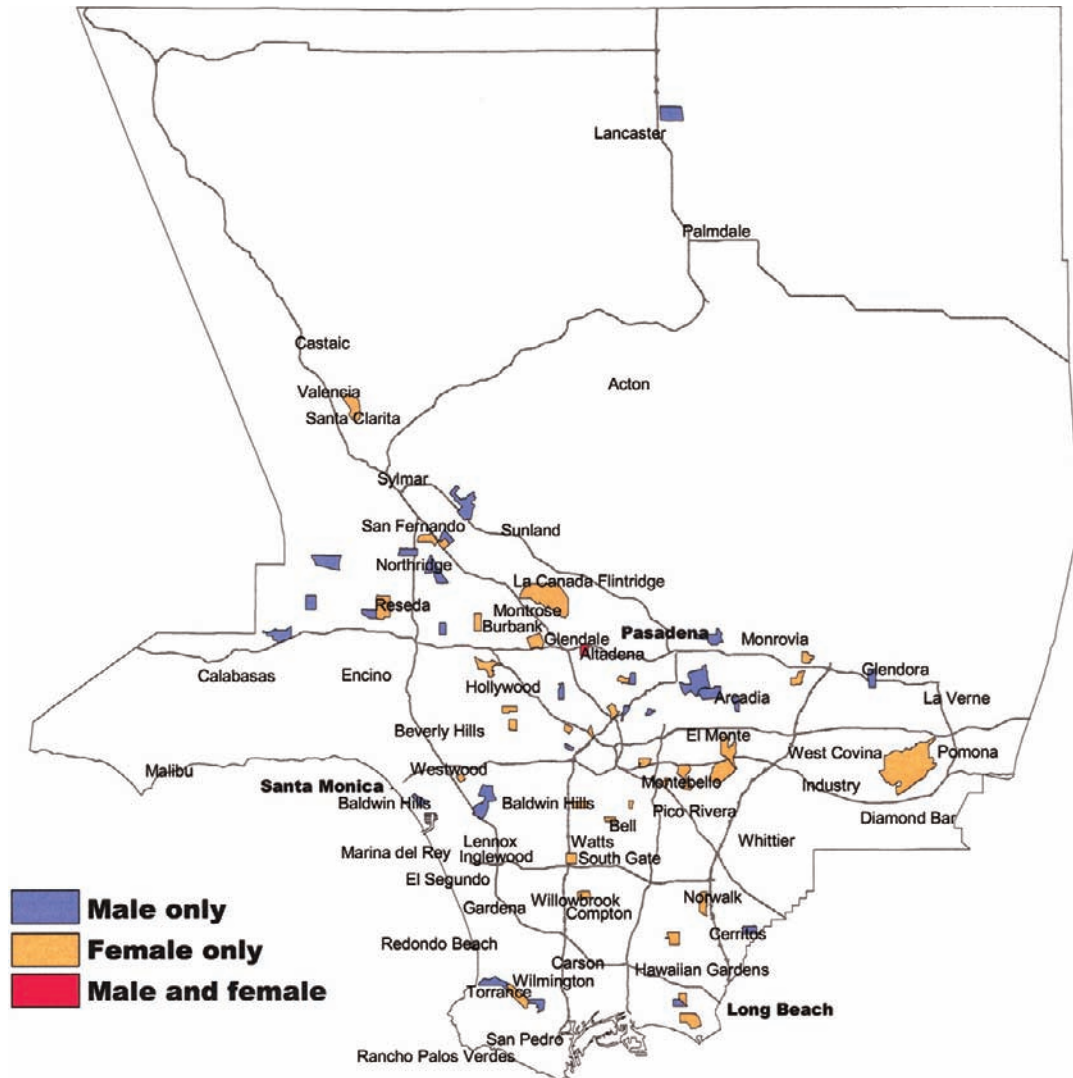 Lancaster
Palmdale
Castaic
Acton
Valencia
Santa Clarita
Sylmar
San Fernando
Sunland
Northridge
La Canada Flintridge
Reseda
Montrose
Burbank
Pasadena
Monrovia
Glendale
Altadena
Glendora
Calabasas
Encino
Hollywood
Arcadia
La Verne
Beverly Hills
El Monte
West Covina
Pomona
Malibu
Westwood
Santa Monica
Montebello
Industry
Baldwin Hills
Baldwin Hills
Pico Rivera
Diamond Bar
Bell
Lennox
Watts
Whittier
Marina del Rey
Inglewood
South Gate
El Segundo
Gardena
Willowbrook
Compton
Norwalk
Cerritos
Redondo Beach
Carson
Hawaiian Gardens
Wilmington
Torrance
Long Beach
San Pedro
Rancho Palos Verdes
Male only
Female only
Male and female